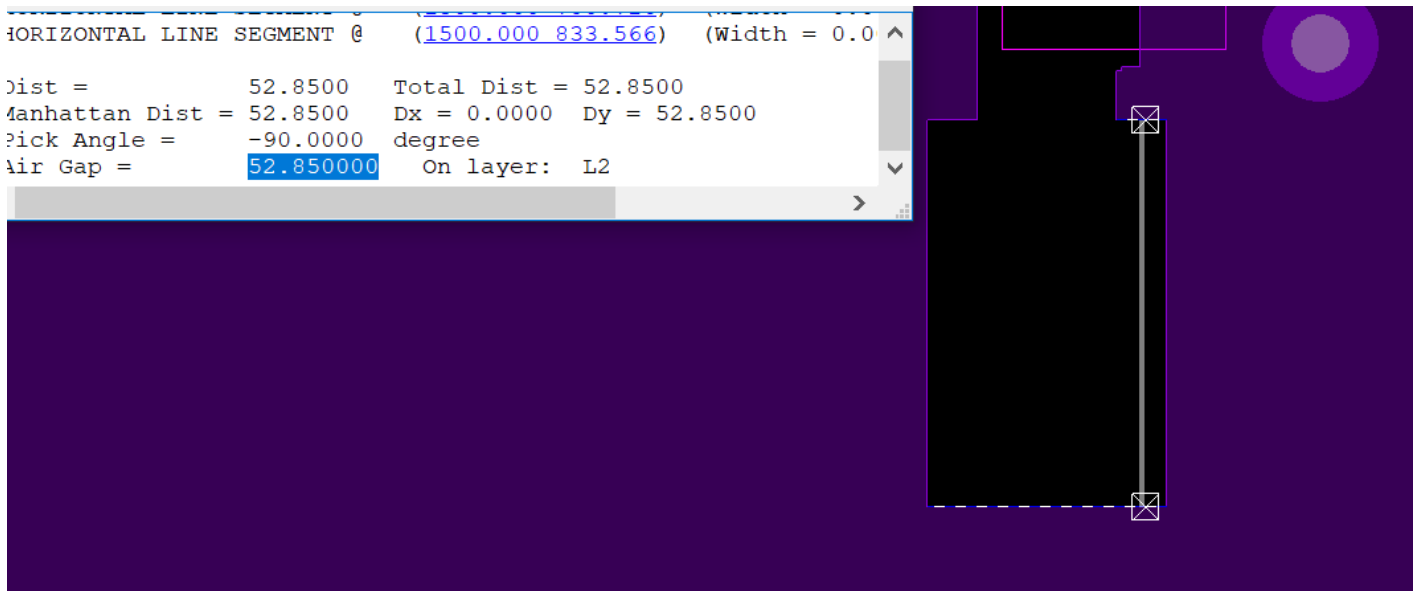 HORIZONTAL LINE SEGMENT @ (1500.000 833.566) (Width = 0.0
Dist = 52.8500 Total Dist = 52.8500
Manhattan Dist = 52.8500 Dx = 0.0000 Dy = 52.8500
Pick Angle = -90.0000 degree
Air Gap = 52.850000 On layer: L2